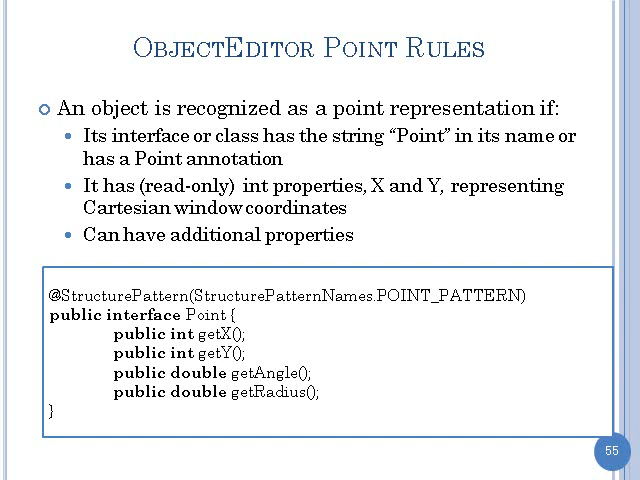 OBJECTEDITOR POINT RULES
An object is recognized as a point representation if:
Its interface or class has the string “Point” in its name or
has a Point annotation
It has (read-only) int properties, X and Y, representing
Cartesian window coordinates
Can have additional properties
@StructurePattern(StructurePatternNames.POINT_PATTERN)
public interface Point {
public int getX();
public int getY();
public double getAngle();
public double getRadius();
}
55